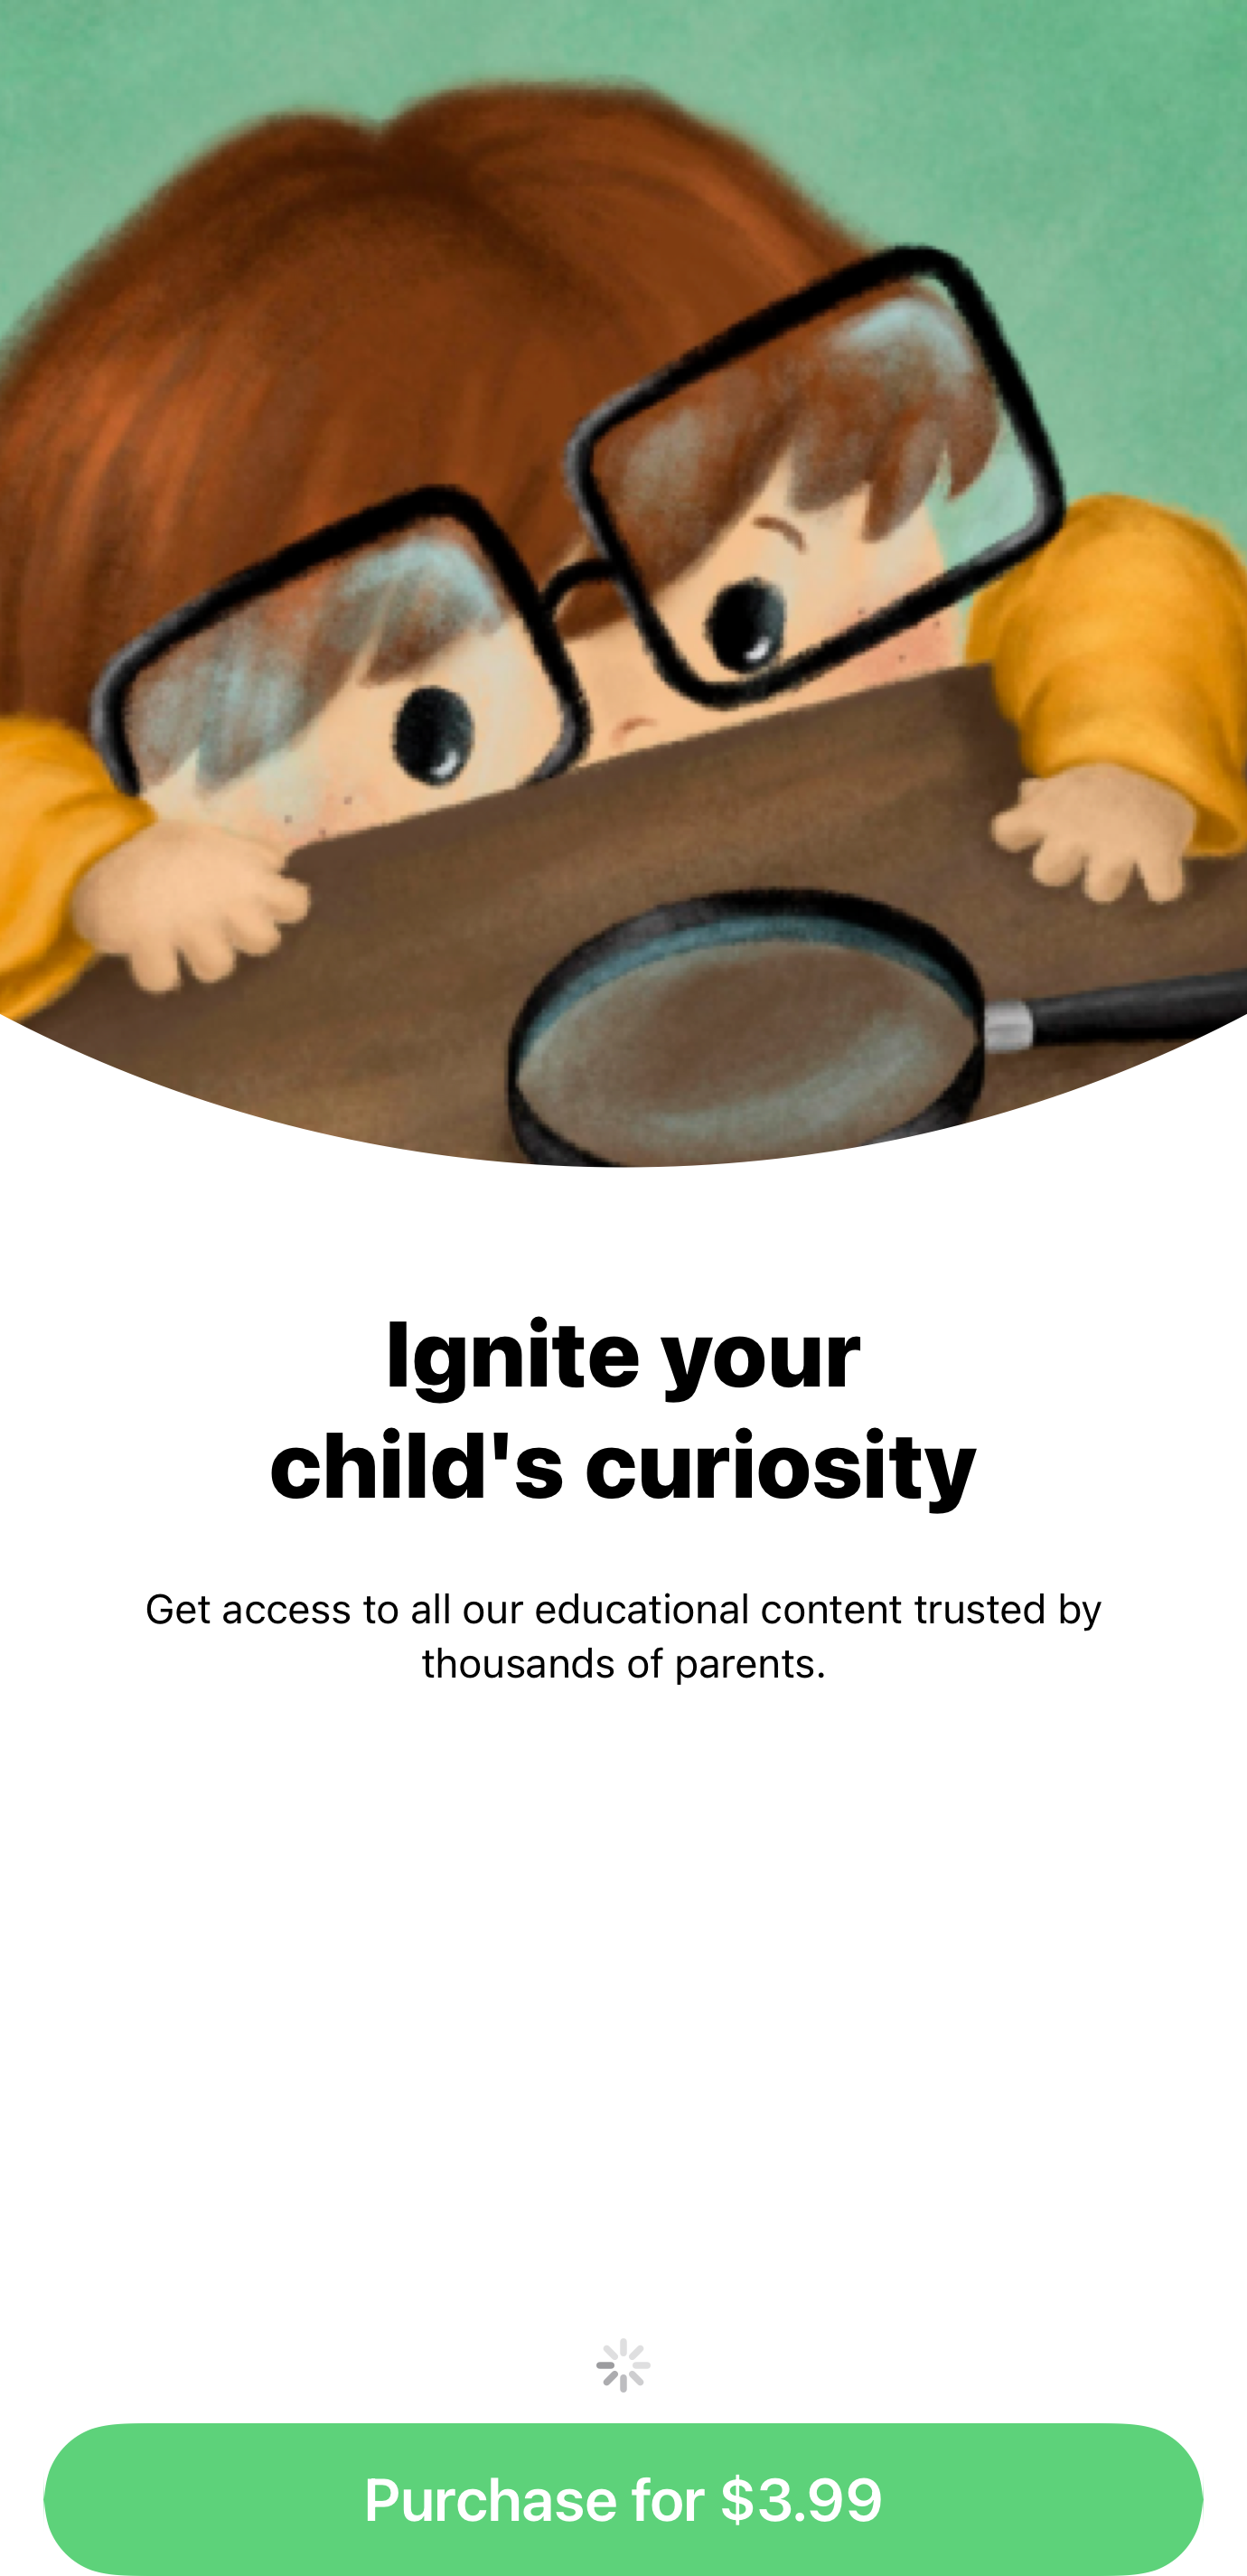 Ignite your
child's curiosity
Get access to all our educational content trusted by
thousands of parents.
Purchase for $3.99